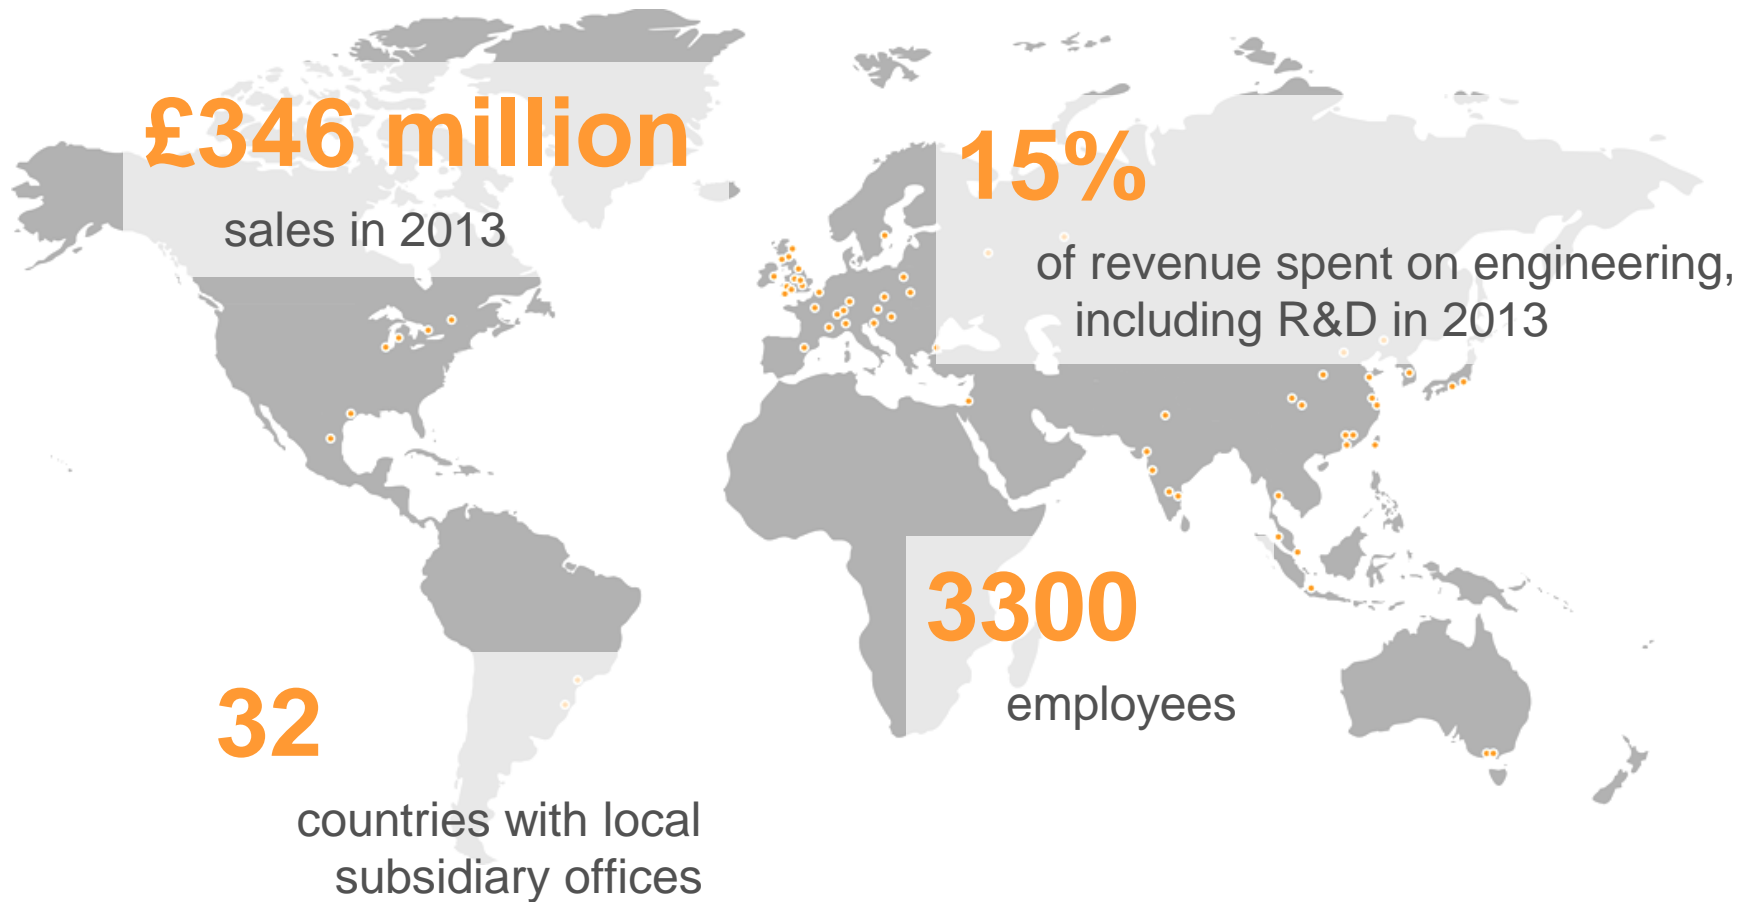 £346 million
sales in 2013
15%
of revenue spent on engineering,
including R&D in 2013
3300
employees
32
countries with local
subsidiary offices